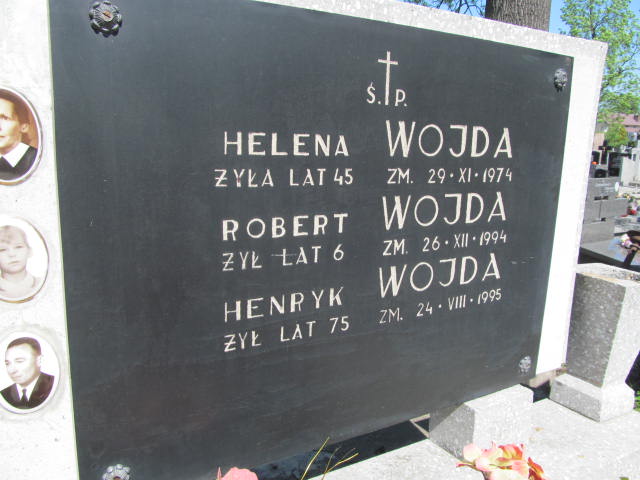 Ś. P.
HELENA WOJDA
ŻYŁA LAT 45 ZM. 29·XI·1974
ROBERT WOJDA
ŻYŁ LAT 6 ZM. 26·XII·1994
HENRYK WOJDA
ŻYŁ LAT 75 ZM. 24·VIII·1995